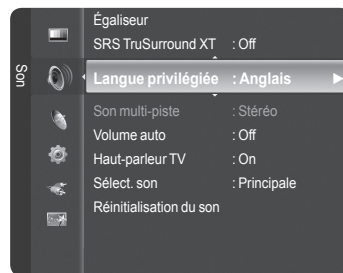 Son
Égaliseur
SRS TruSurround XT : Off
Langue privilégiée : Anglais
Son multi-piste : Stéréo
Volume auto : Off
Haut-parleur TV : On
Sélect. son : Principale
Réinitialisation du son